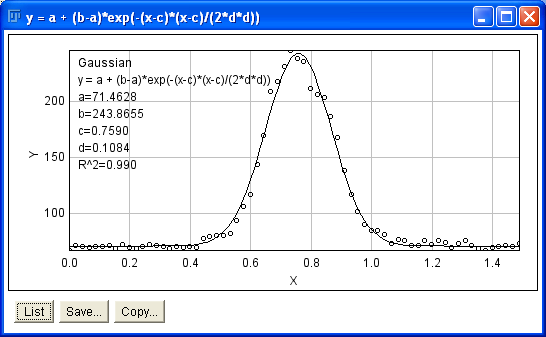 y = a + (b-a)*exp(-(x-c)*(x-c)/(2*d*d))
Gaussian
y = a + (b-a)*exp(-(x-c)*(x-c)/(2*d*d))
a=71.4628
b=243.8655
c=0.7590
d=0.1084
R^2=0.990
200
150
100
Y
0.0 0.2 0.4 0.6 0.8 1.0 1.2 1.4
X
List Save... Copy...